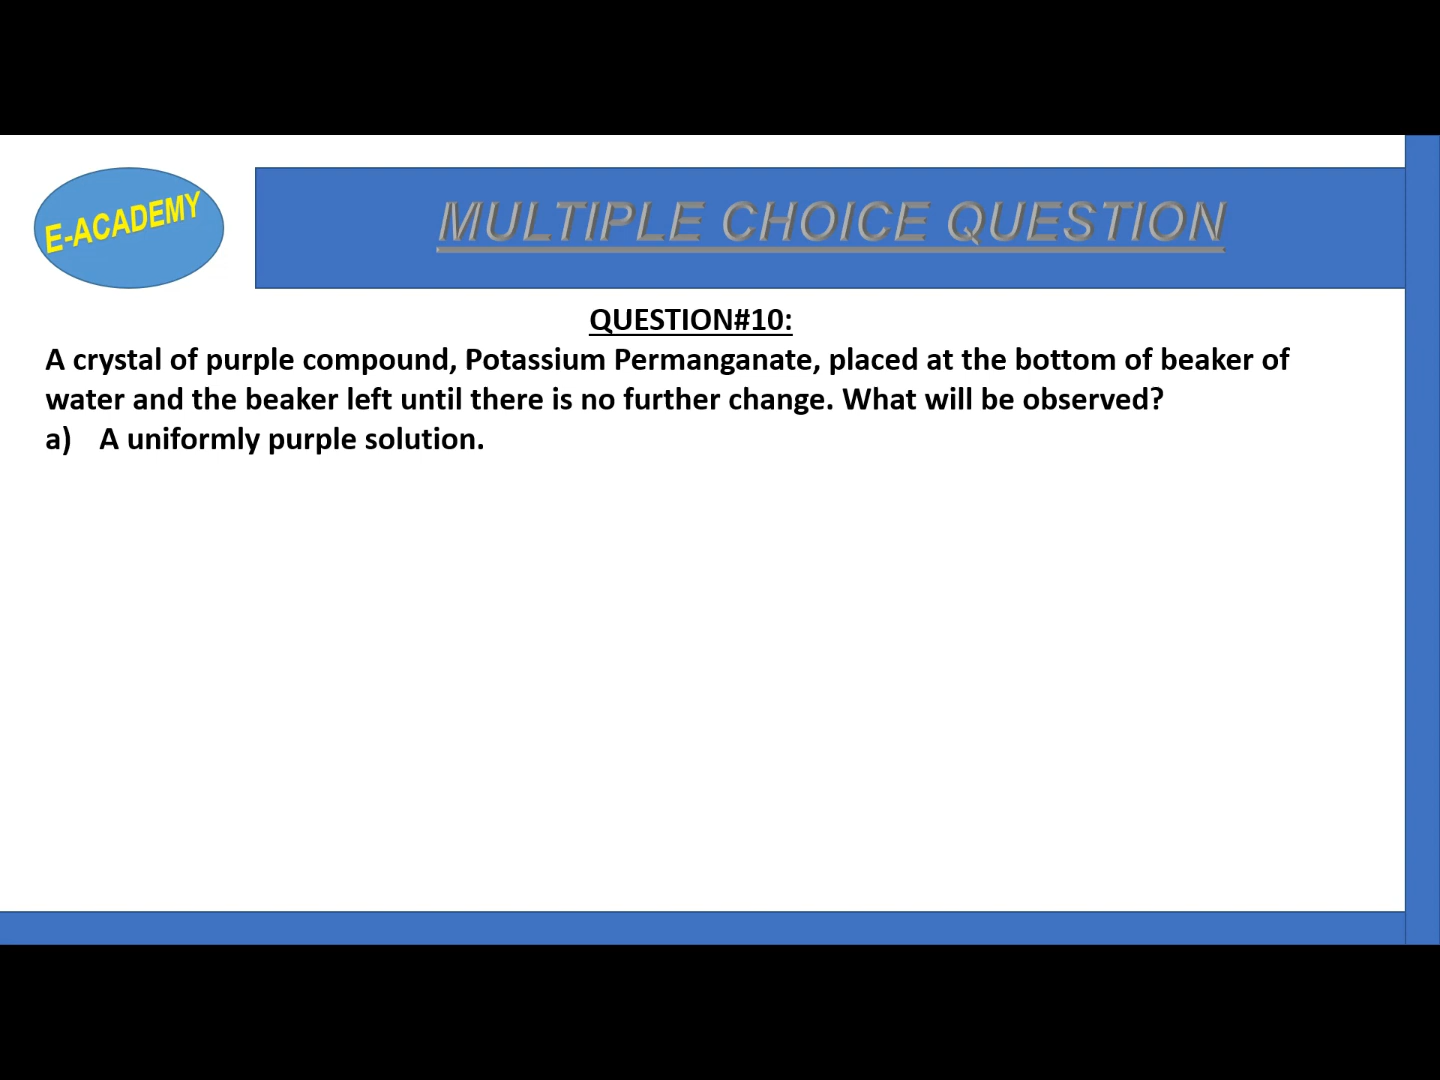 E-ACADEMY
MULTIPLE CHOICE QUESTION
QUESTION#10:
A crystal of purple compound, Potassium Permanganate, placed at the bottom of beaker of
water and the beaker left until there is no further change. What will be observed?
a) A uniformly purple solution.